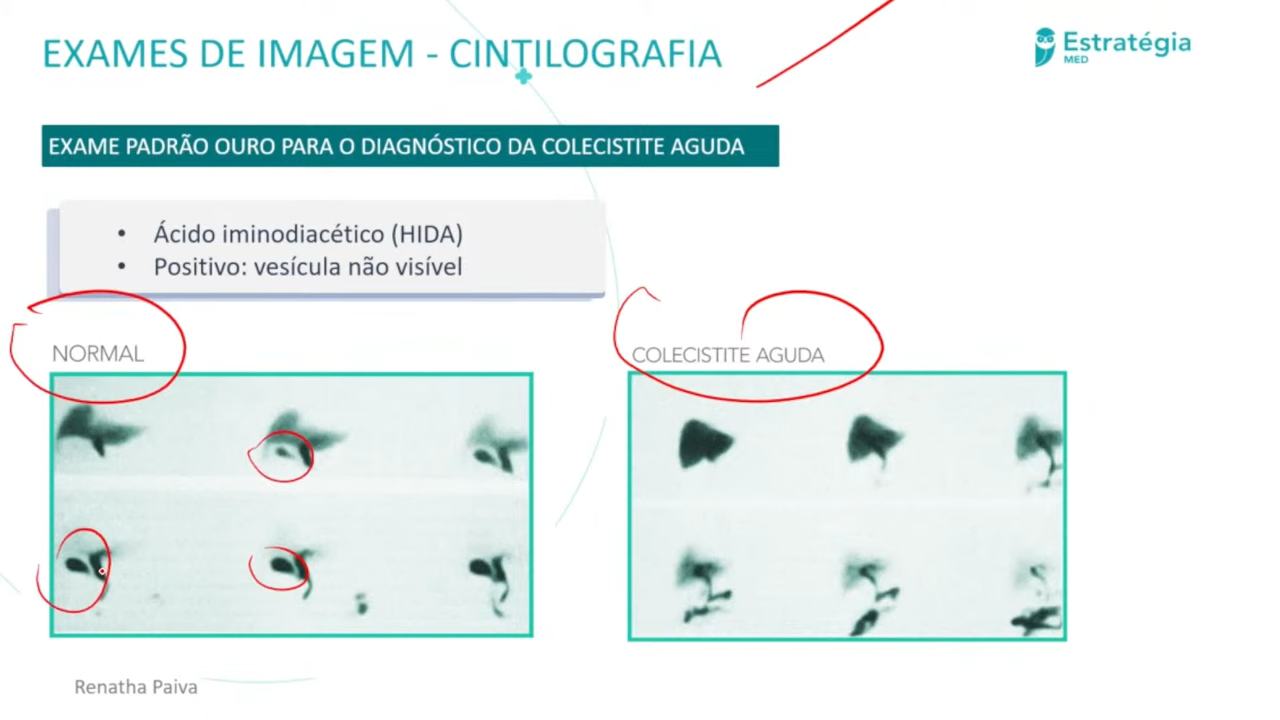 EXAMES DE IMAGEM - CINTILOGRAFIA
Estratégia
MED
EXAME PADRÃO OURO PARA O DIAGNÓSTICO DA COLECISTITE AGUDA
• Ácido iminodiacético (HIDA)
• Positivo: vesícula não visível
NORMAL
COLECISTITE AGUDA
Renatha Paiva